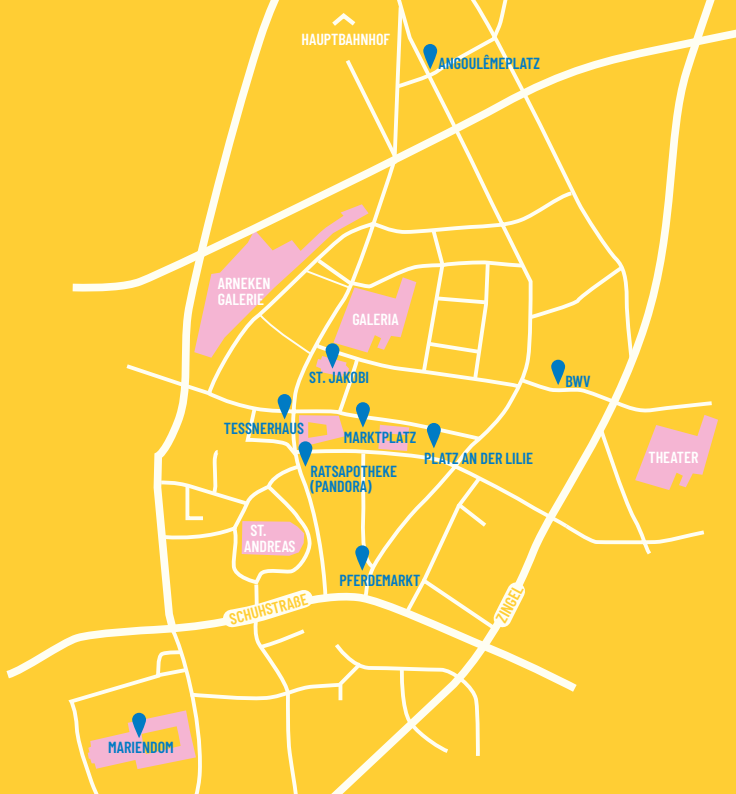 HAUPTBAHNHOF
ANGOULÊMEPLATZ
ARNEKEN
GALERIE
GALERIA
ST. JAKOBI
BWV
TESSNERHAUS
MARKTPLATZ
PLATZ AN DER LILIE
THEATER
RATSAPOTHEKE
(PANDORA)
ST.
ANDREAS
PFERDEMARKT
SCHUHSTRAßE
ZINGEL
MARIENDOM